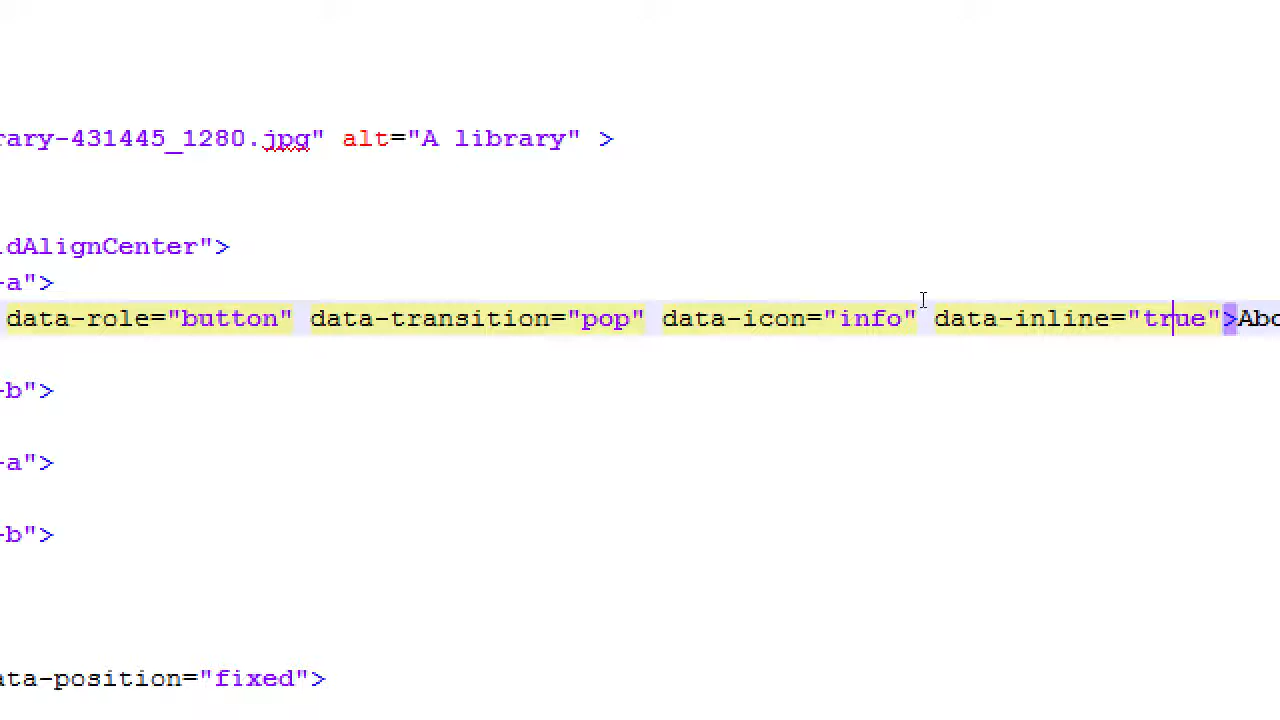 rary-431445_1280.jpg" alt="A library" >
ldAlignCenter">
-a">
data-role="button" data-transition="pop" data-icon="info" data-inline="true">Abo
-b">
-a">
-b">
ata-position="fixed">